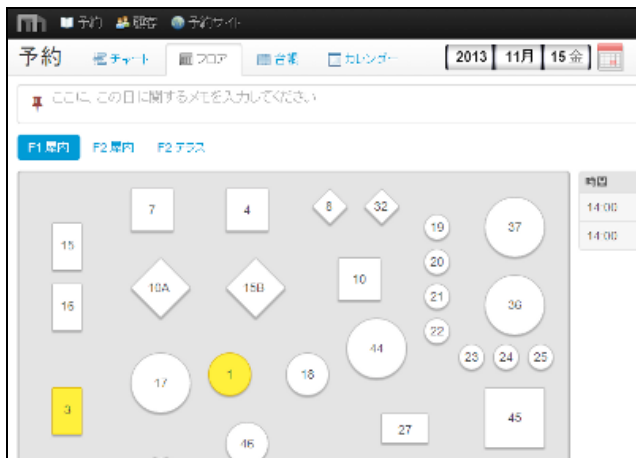 予約 顧客 予約サイト
予約 チャート フロア 台帳 カレンダー 2013 11月 15 金
ここに、この日に関するメモを入力してください
F1 屋内 F2 屋内 F2 テラス
時間
14:00
14:00
7 4 8 32 19 37
15 20
10A 15B 10
16 21 36
22
44
23 24 25
17 1 18
3 45
27
46